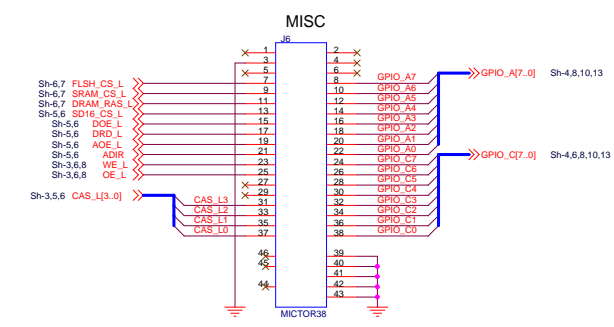 MISC
J6
1 2
3 4
5 6
Sh-6,7 FLSH_CS_L 7 8 GPIO_A7 GPIO_A[7..0] Sh-4,8,10,13
Sh-6,7 SRAM_CS_L 9 10 GPIO_A6
Sh-6,7 DRAM_RAS_L 11 12 GPIO_A5
Sh-5,6 SD16_CS_L 13 14 GPIO_A4
Sh-5,6 DOE_L 15 16 GPIO_A3
Sh-5,6 DRD_L 17 18 GPIO_A2
Sh-5,6 AOE_L 19 20 GPIO_A1
Sh-5,6 ADIR 21 22 GPIO_A0 GPIO_C[7..0] Sh-4,6,8,10,13
Sh-3,6,8 WE_L 23 24 GPIO_C7
Sh-3,6,8 OE_L 25 26 GPIO_C6
27 28 GPIO_C5
Sh-3,5,6 CAS_L[3..0] 29 30 GPIO_C4
CAS_L3 31 32 GPIO_C3
CAS_L2 33 34 GPIO_C2
CAS_L1 35 36 GPIO_C1
CAS_L0 37 38 GPIO_C0
46 39
45 40
41
44 42
43
MICTOR38